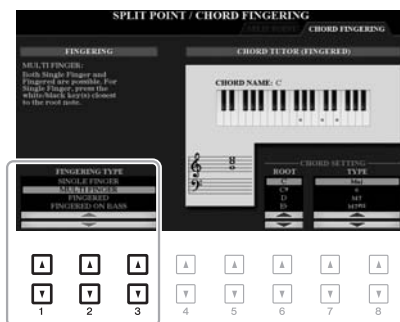 SPLIT POINT / CHORD FINGERING
SPLIT POINT
CHORD FINGERING
FINGERING
MULTI FINGER:
Both Single Finger and
Fingered are possible. For
Single Finger, press the
white/black key(s) closest
to the root note.
CHORD TUTOR (FINGERED)
CHORD NAME: C
FINGERING TYPE
SINGLE FINGER
MULTI FINGER
FINGERED
FINGERED ON BASS
CHORD SETTING
ROOT
TYPE
C
Maj
C#
6
D
M7
E♭
1 2 3 4 5 6 7 8